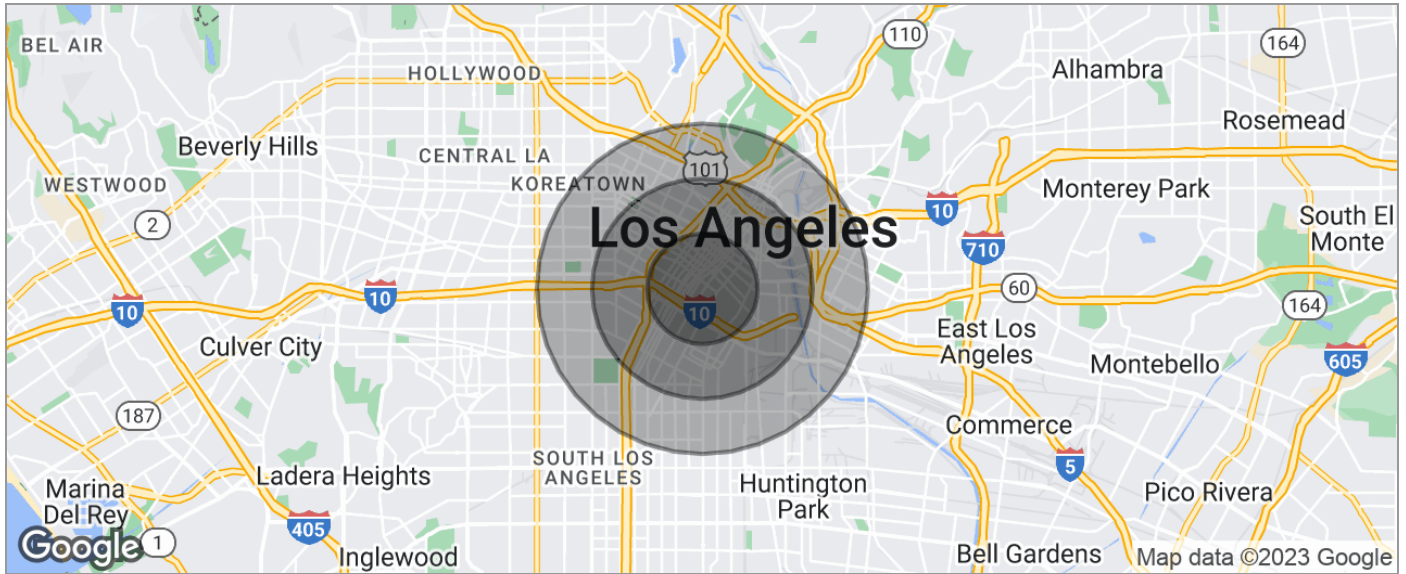 110
164
BEL AIR
HOLLYWOOD
Alhambra
Rosemead
Beverly Hills
CENTRAL LA
101
WESTWOOD
KOREATOWN
Monterey Park
2
Los Angeles
10
South El
Monte
710
10
10
10
60
164
Culver City
East Los
Angeles
Montebello
605
187
Commerce
SOUTH LOS
ANGELES
5
Ladera Heights
Marina
Del Rey
Huntington
Park
Pico Rivera
405
Google
1
Inglewood
Bell Gardens
Map data ©2023 Google